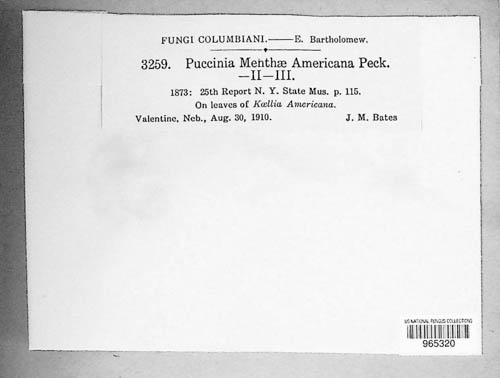 FUNGI COLUMBIANI.——E. Bartholomew.
3259. Puccinia Menthæ Americana Peck.
—II—III.
1873: 25th Report N. Y. State Mus. p. 115.
On leaves of Kœllia Americana.
Valentine, Neb., Aug. 30, 1910. J. M. Bates
US NATIONAL FUNGUS COLLECTIONS
965320